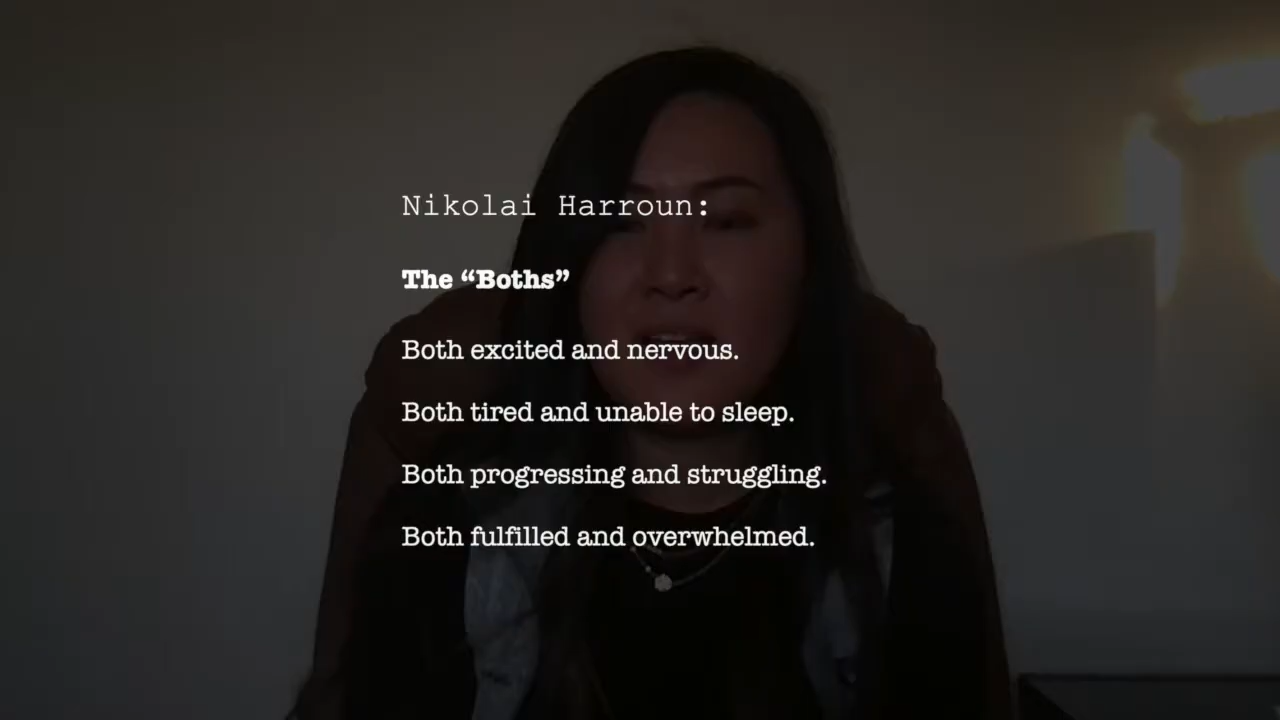 Nikolai Harroun:
The “Boths”
Both excited and nervous.
Both tired and unable to sleep.
Both progressing and struggling.
Both fulfilled and overwhelmed.